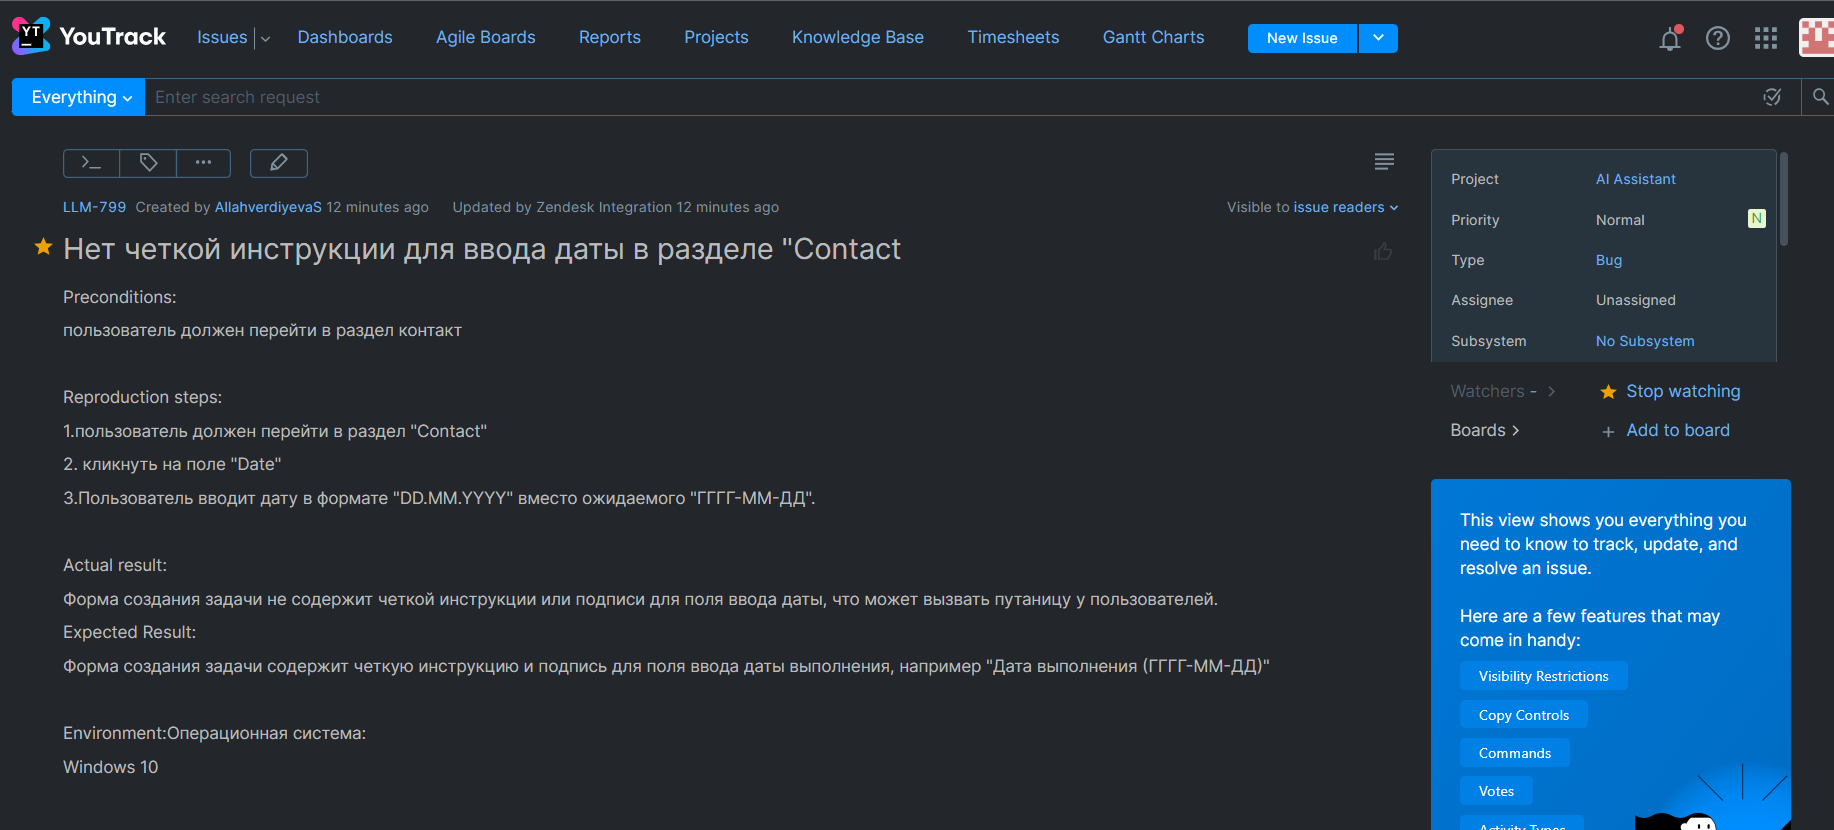 YT YouTrack Issues Dashboards Agile Boards Reports Projects Knowledge Base Timesheets Gantt Charts New Issue
Everything Enter search request
LLM-799 Created by AllahverdiyevaS 12 minutes ago Updated by Zendesk Integration 12 minutes ago Visible to issue readers
Нет четкой инструкции для ввода даты в разделе "Contact
Preconditions:
пользователь должен перейти в раздел контакт
Reproduction steps:
1.пользователь должен перейти в раздел "Contact"
2. кликнуть на поле "Date"
3.Пользователь вводит дату в формате "DD.MM.YYYY" вместо ожидаемого "ГГГГ-ММ-ДД".
Actual result:
Форма создания задачи не содержит четкой инструкции или подписи для поля ввода даты, что может вызвать путаницу у пользователей.
Expected Result:
Форма создания задачи содержит четкую инструкцию и подпись для поля ввода даты выполнения, например "Дата выполнения (ГГГГ-ММ-ДД)"
Environment:Операционная система:
Windows 10
Project AI Assistant
Priority Normal N
Type Bug
Assignee Unassigned
Subsystem No Subsystem
Watchers - Stop watching
Boards Add to board
This view shows you everything you
need to know to track, update, and
resolve an issue.
Here are a few features that may
come in handy:
Visibility Restrictions
Copy Controls
Commands
Votes
Activity Types